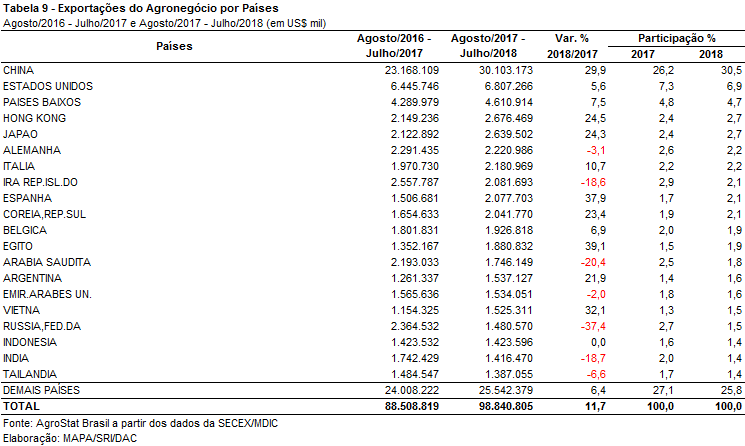 Tabela 9 - Exportações do Agronegócio por Países
Agosto/2016 - Julho/2017 e Agosto/2017 - Julho/2018 (em US$ mil)
Países Agosto/2016 - Julho/2017 Agosto/2017 - Julho/2018 Var. % 2018/2017 Participação %
2017 2018
CHINA 23.168.109 30.103.173 29,9 26,2 30,5
ESTADOS UNIDOS 6.445.746 6.807.266 5,6 7,3 6,9
PAISES BAIXOS 4.289.979 4.610.914 7,5 4,8 4,7
HONG KONG 2.149.236 2.676.469 24,5 2,4 2,7
JAPAO 2.122.892 2.639.502 24,3 2,4 2,7
ALEMANHA 2.291.435 2.220.986 -3,1 2,6 2,2
ITALIA 1.970.730 2.180.969 10,7 2,2 2,2
IRA REP.ISL.DO 2.557.787 2.081.693 -18,6 2,9 2,1
ESPANHA 1.506.681 2.077.703 37,9 1,7 2,1
COREIA,REP.SUL 1.654.633 2.041.770 23,4 1,9 2,1
BELGICA 1.801.831 1.926.818 6,9 2,0 1,9
EGITO 1.352.167 1.880.832 39,1 1,5 1,9
ARABIA SAUDITA 2.193.033 1.746.149 -20,4 2,5 1,8
ARGENTINA 1.261.337 1.537.127 21,9 1,4 1,6
EMIR.ARABES UN. 1.565.636 1.534.051 -2,0 1,8 1,6
VIETNA 1.154.325 1.525.311 32,1 1,3 1,5
RUSSIA,FED.DA 2.364.532 1.480.570 -37,4 2,7 1,5
INDONESIA 1.423.532 1.423.596 0,0 1,6 1,4
INDIA 1.742.429 1.416.470 -18,7 2,0 1,4
TAILANDIA 1.484.547 1.387.055 -6,6 1,7 1,4
DEMAIS PAÍSES 24.008.222 25.542.379 6,4 27,1 25,8
TOTAL 88.508.819 98.840.805 11,7 100,0 100,0
Fonte: AgroStat Brasil a partir dos dados da SECEX/MDIC
Elaboração: MAPA/SRI/DAC